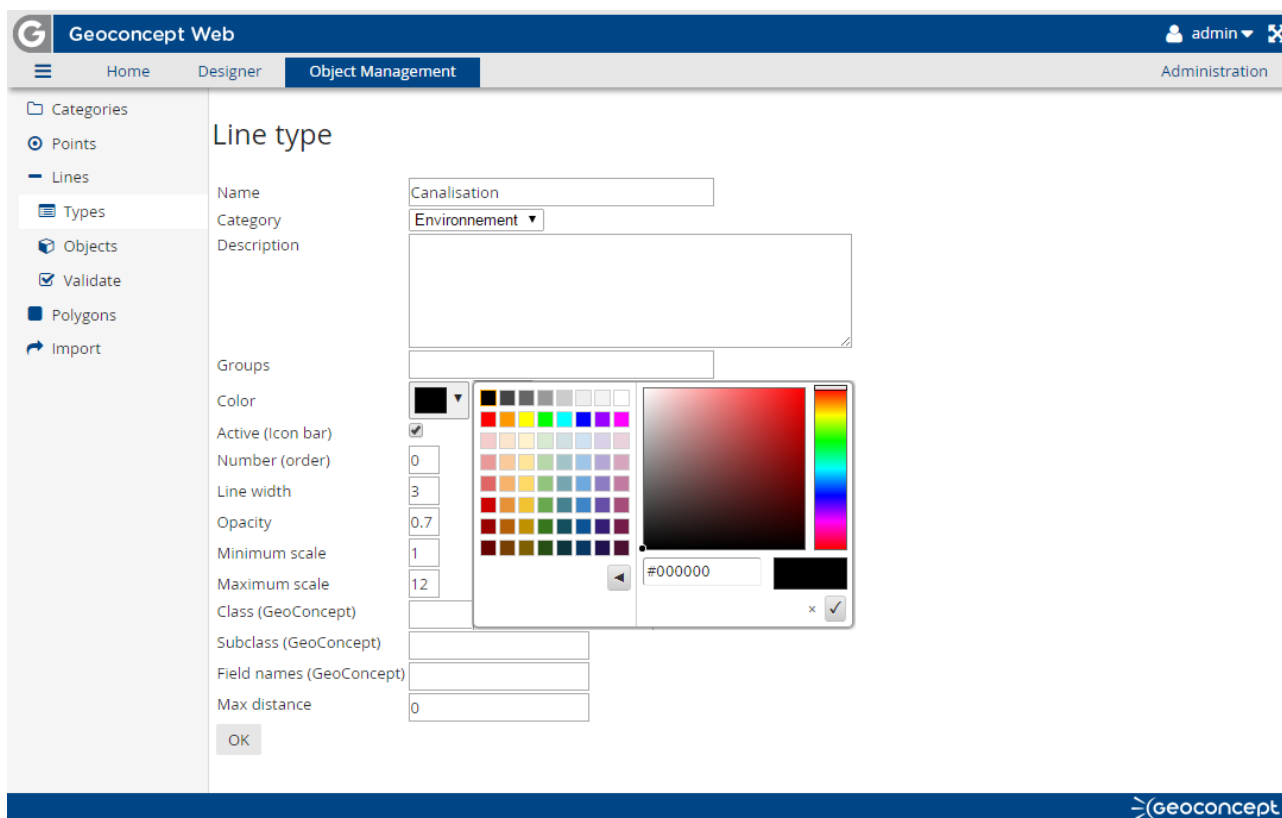 G Geoconcept Web admin
Home Designer Object Management Administration
Categories
Points
Lines
Types
Objects
Validate
Polygons
Import
Line type
Name Canalisation
Category Environnement
Description
Groups
Color
Active (Icon bar)
Number (order) 0
Line width 3
Opacity 0.7
Minimum scale 1
Maximum scale 12
#000000
Class (GeoConcept)
Subclass (GeoConcept)
Field names (GeoConcept)
Max distance 0
OK
Geoconcept